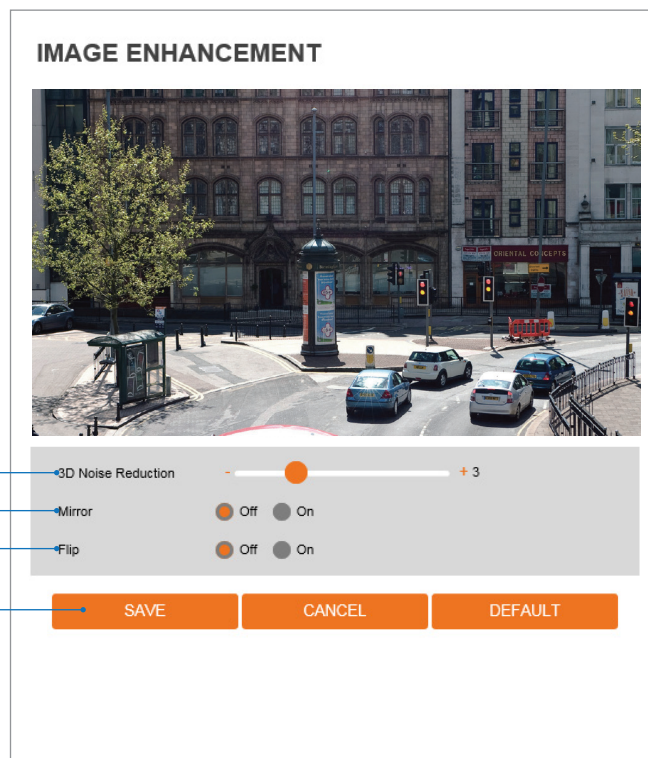 IMAGE ENHANCEMENT
ORIENTAL CONCEPTS
3D Noise Reduction - + 3
Mirror Off On
Flip Off On
SAVE CANCEL DEFAULT